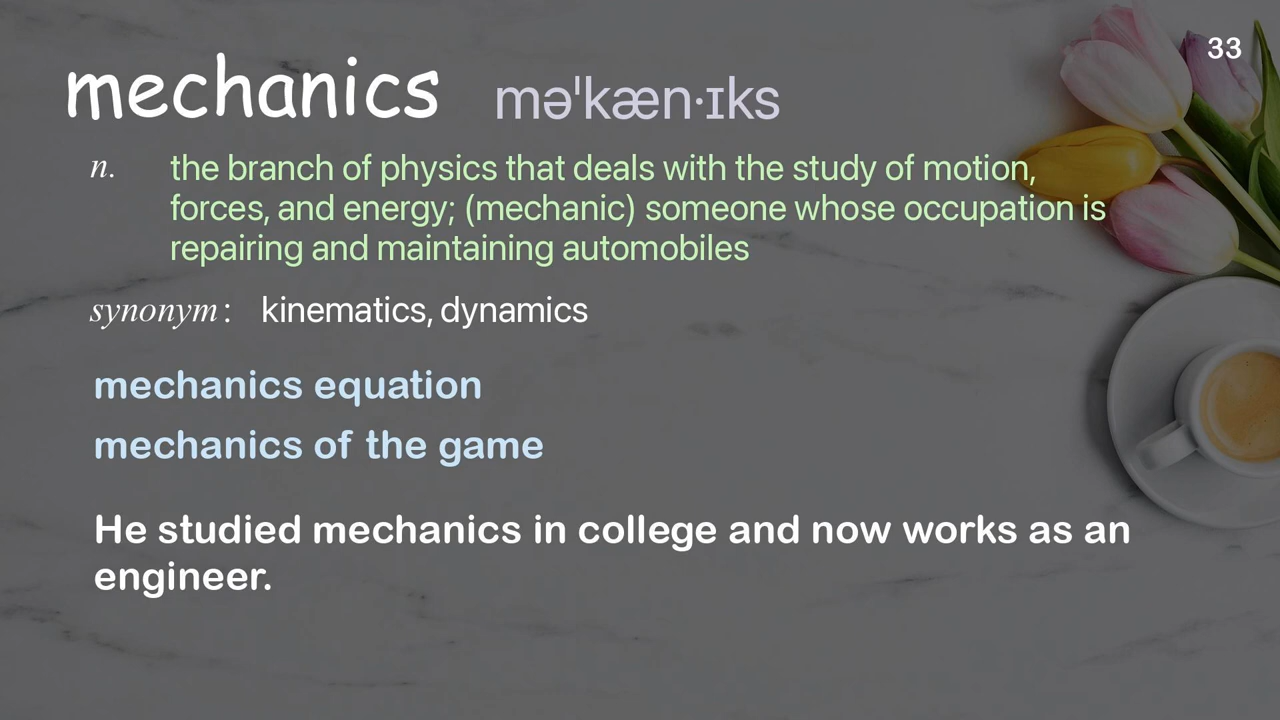 33
mechanics məˈkæn·ɪks
n. the branch of physics that deals with the study of motion,
forces, and energy; (mechanic) someone whose occupation is
repairing and maintaining automobiles
synonym: kinematics, dynamics
mechanics equation
mechanics of the game
He studied mechanics in college and now works as an
engineer.